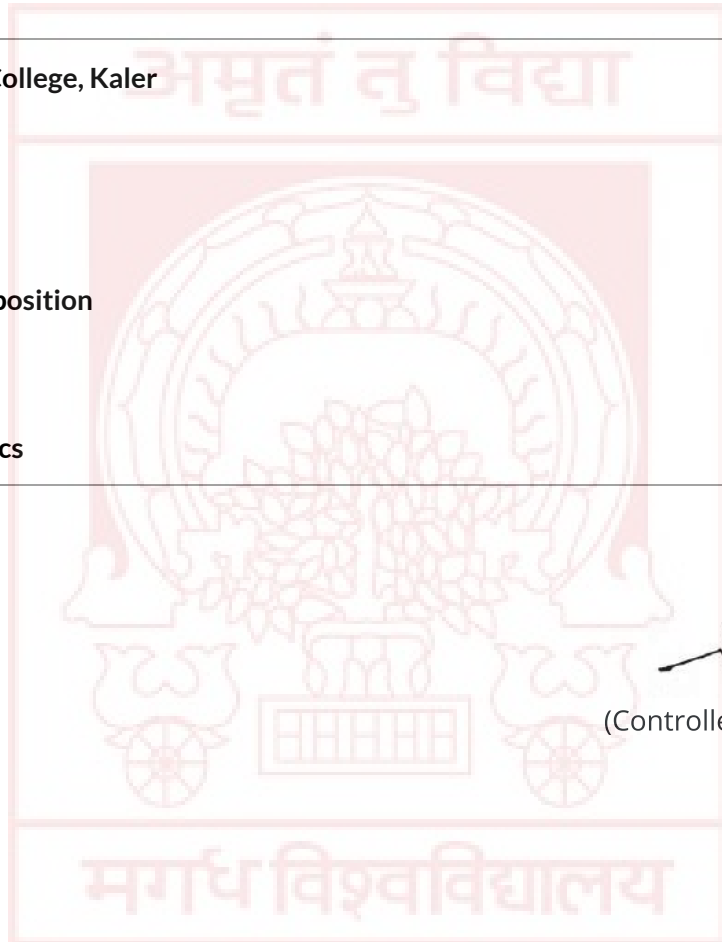 अमृतं तु विद्या
College, Kaler
position
cs
(Controlle
मगध विश्वविद्यालय